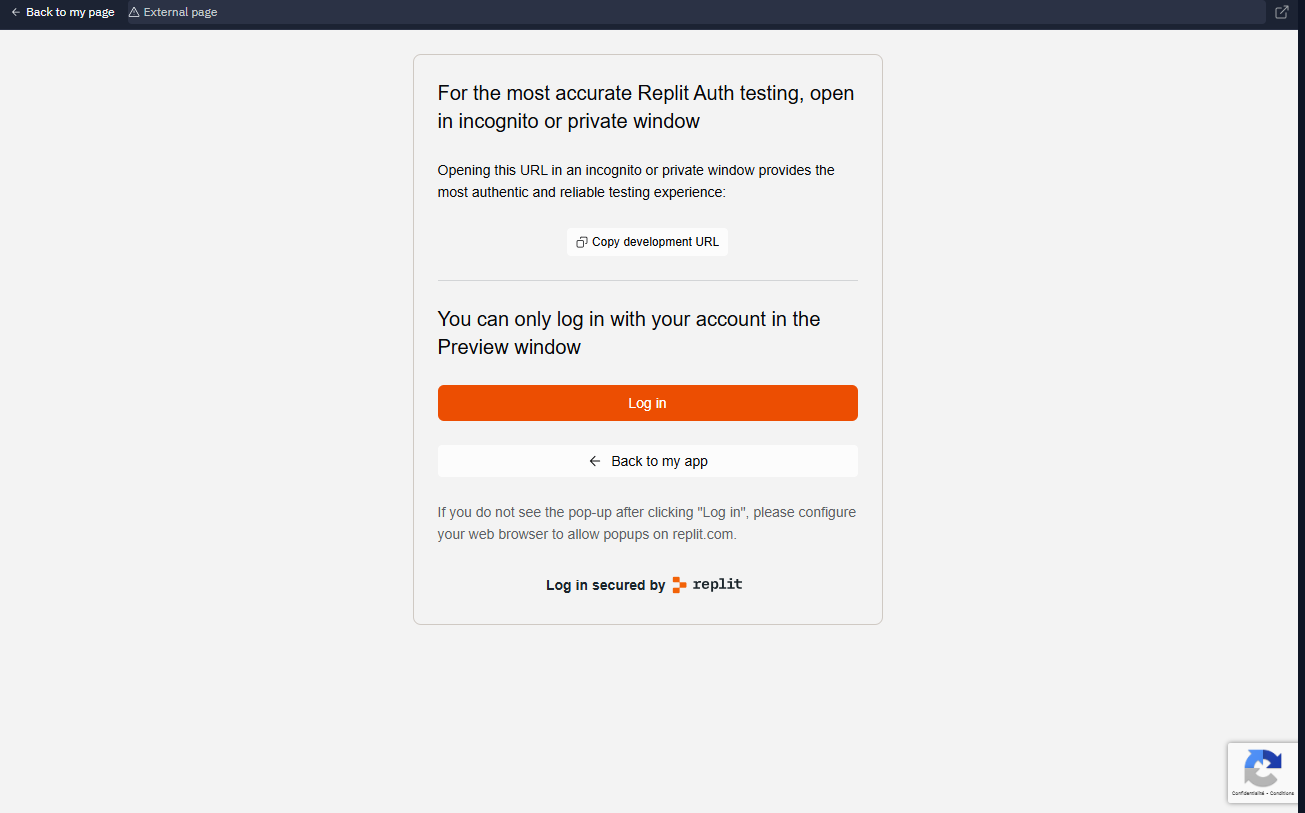 Back to my page
External page
For the most accurate Replit Auth testing, open
in incognito or private window
Opening this URL in an incognito or private window provides the
most authentic and reliable testing experience:
Copy development URL
You can only log in with your account in the
Preview window
Log in
Back to my app
If you do not see the pop-up after clicking "Log in", please configure
your web browser to allow popups on replit.com.
Log in secured by replit
Confidentialité - Conditions